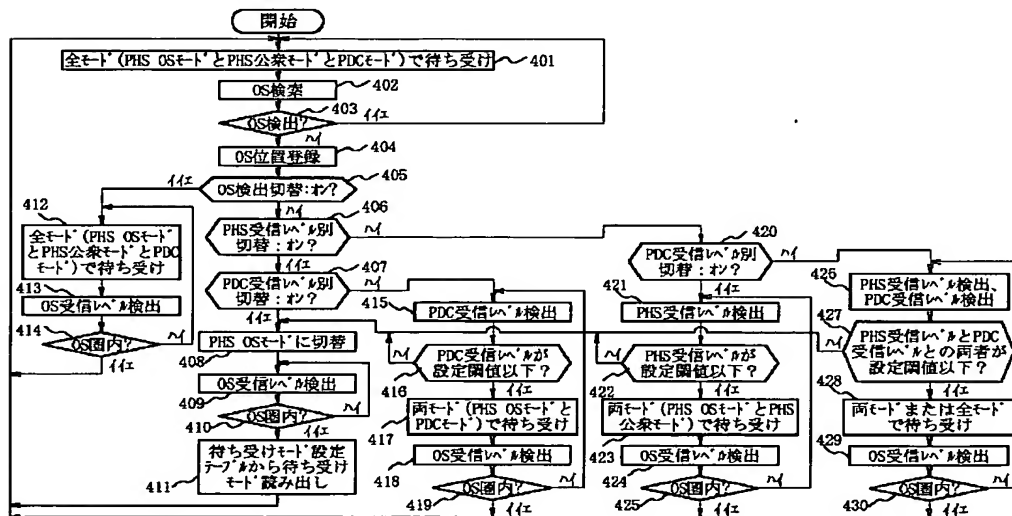 開始
全モード(PHS OSモードとPHS公衆モードとPDCモード)で待ち受け
401
OS検索
402
OS検出?
403
イイエ
ハイ
OS位置登録
404
イイエ
OS検出切替:オン?
405
ハイ
412
全モード(PHS OSモード
とPHS公衆モードとPDC
モード)で待ち受け
413
OS受信レベル検出
414
OS圏内?
ハイ
イイエ
406
PHS受信レベル別
切替:オン?
ハイ
イイエ
407
PDC受信レベル別
切替:オン?
ハイ
イイエ
PHS OSモードに切替
408
OS受信レベル検出
409
OS圏内?
410
ハイ
イイエ
待ち受けモード設定
テーブルから待ち受け
モード読み出し
411
415
PDC受信レベル検出
ハイ
PDC受信レベルが
設定閾値以下?
416
イイエ
両モード(PHS OSモードと
PDCモード)で待ち受け
417
OS受信レベル検出
418
OS圏内?
419
ハイ
イイエ
420
PDC受信レベル別
切替:オン?
ハイ
イイエ
421
PHS受信レベル検出
ハイ
PHS受信レベルが
設定閾値以下?
422
イイエ
両モード(PHS OSモードとPHS
公衆モード)で待ち受け
423
OS受信レベル検出
424
OS圏内?
425
ハイ
イイエ
426
PHS受信レベル検出、
PDC受信レベル検出
427
ハイ
PHS受信レベルとPDC
受信レベルとの両者が
設定閾値以下?
428
イイエ
両モードまたは全モード
で待ち受け
429
OS受信レベル検出
OS圏内?
430
ハイ
イイエ